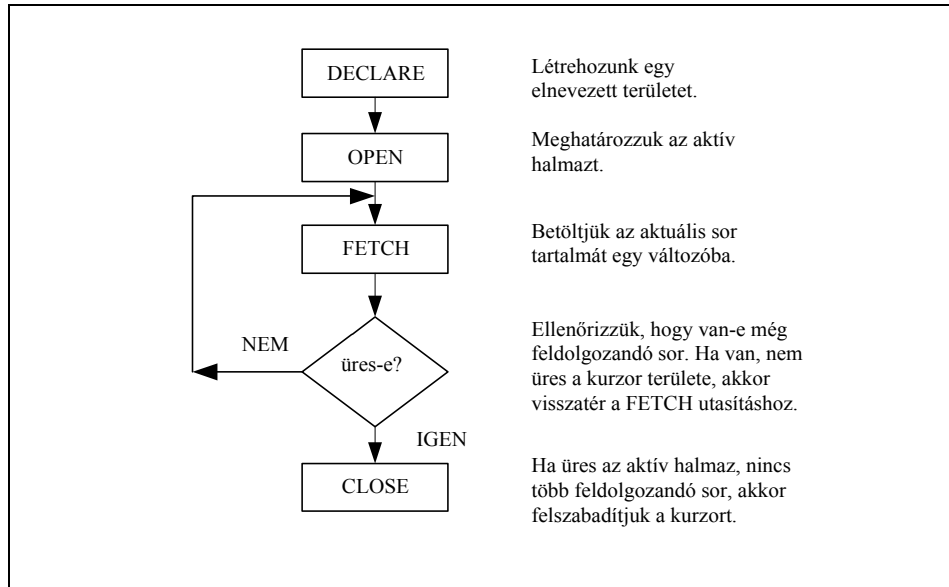 DECLARE
Létrehozunk egy
elnevezett területet.
OPEN
Meghatározzuk az aktív
halmazt.
FETCH
Betöltjük az aktuális sor
tartalmát egy változóba.
NEM
üres-e?
Ellenőrizzük, hogy van-e még
feldolgozandó sor. Ha van, nem
üres a kurzor területe, akkor
visszatér a FETCH utasításhoz.
IGEN
CLOSE
Ha üres az aktív halmaz, nincs
több feldolgozandó sor, akkor
felszabadítjuk a kurzort.